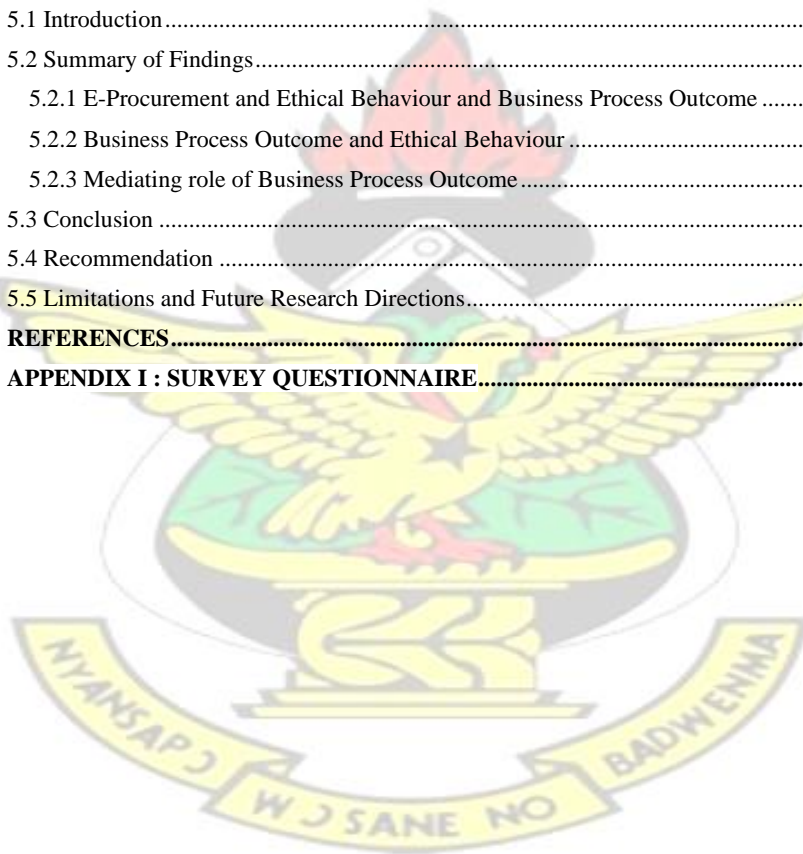 5.1 Introduction....................................................................................................
5.2 Summary of Findings....................................................................................
5.2.1 E-Procurement and Ethical Behaviour and Business Process Outcome .......
5.2.2 Business Process Outcome and Ethical Behaviour .....................................
5.2.3 Mediating role of Business Process Outcome..............................................
5.3 Conclusion ....................................................................................................
5.4 Recommendation ..........................................................................................
5.5 Limitations and Future Research Directions...................................................
REFERENCES....................................................................................................
APPENDIX I : SURVEY QUESTIONNAIRE.......................................................
NYANSAPƆ WƆSANE NO BADWENMA